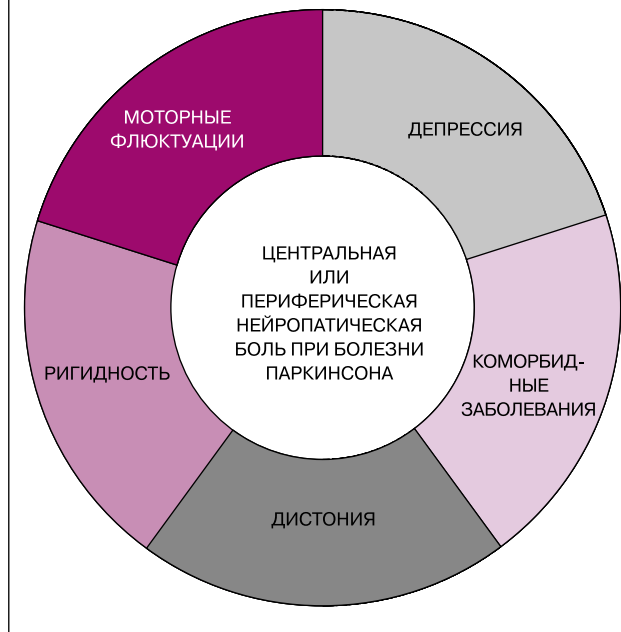 МОТОРНЫЕ
ФЛЮКТУАЦИИ
ДЕПРЕССИЯ
ЦЕНТРАЛЬНАЯ
ИЛИ
ПЕРИФЕРИЧЕСКАЯ
НЕЙРОПАТИЧЕСКАЯ
БОЛЬ ПРИ БОЛЕЗНИ
ПАРКИНСОНА
РИГИДНОСТЬ
КОМОРБИД-
НЫЕ
ЗАБОЛЕВАНИЯ
ДИСТОНИЯ